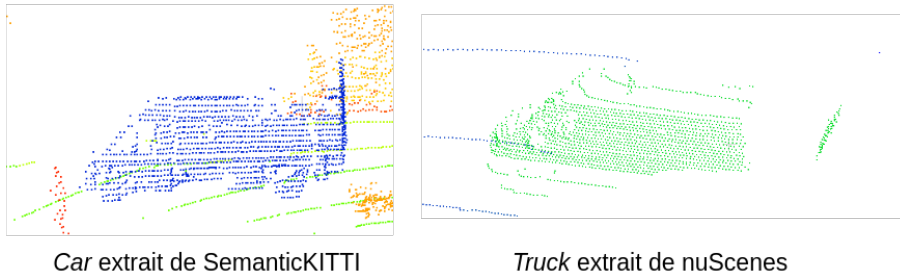 Car extrait de SemanticKITTI
Truck extrait de nuScenes